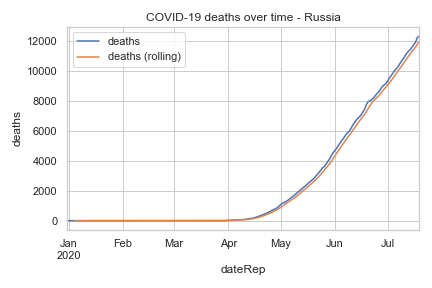 COVID-19 deaths over time - Russia
deaths
deaths (rolling)
12000
10000
8000
6000
4000
2000
0
deaths
Jan Feb Mar Apr May Jun Jul
2020
dateRep